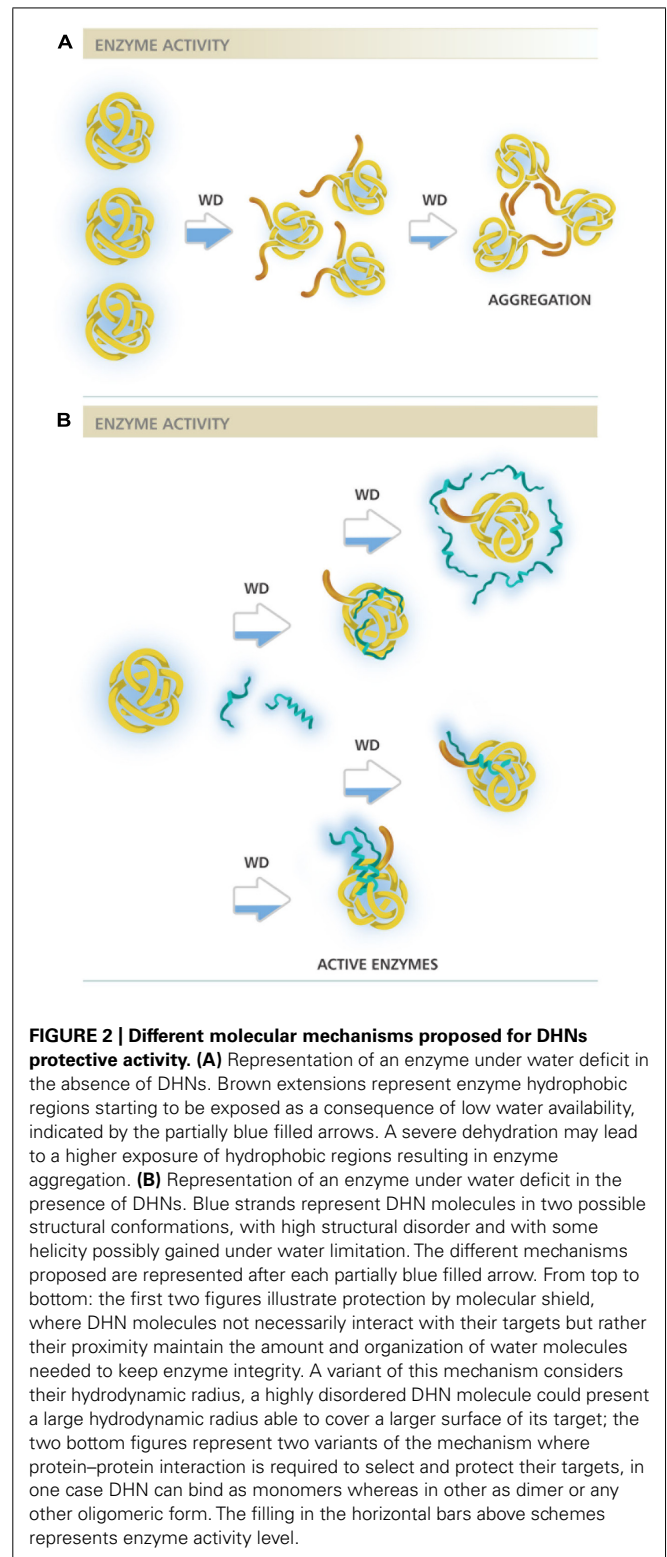 A ENZYME ACTIVITY
WD
WD
AGGREGATION
B ENZYME ACTIVITY
WD
WD
WD
WD
ACTIVE ENZYMES
FIGURE 2 | Different molecular mechanisms proposed for DHNs
protective activity. (A) Representation of an enzyme under water deficit in
the absence of DHNs. Brown extensions represent enzyme hydrophobic
regions starting to be exposed as a consequence of low water availability,
indicated by the partially blue filled arrows. A severe dehydration may lead
to a higher exposure of hydrophobic regions resulting in enzyme
aggregation. (B) Representation of an enzyme under water deficit in the
presence of DHNs. Blue strands represent DHN molecules in two possible
structural conformations, with high structural disorder and with some
helicity possibly gained under water limitation. The different mechanisms
proposed are represented after each partially blue filled arrow. From top to
bottom: the first two figures illustrate protection by molecular shield,
where DHN molecules not necessarily interact with their targets but rather
their proximity maintain the amount and organization of water molecules
needed to keep enzyme integrity. A variant of this mechanism considers
their hydrodynamic radius, a highly disordered DHN molecule could present
a large hydrodynamic radius able to cover a larger surface of its target; the
two bottom figures represent two variants of the mechanism where
protein–protein interaction is required to select and protect their targets, in
one case DHN can bind as monomers whereas in other as dimer or any
other oligomeric form. The filling in the horizontal bars above schemes
represents enzyme activity level.